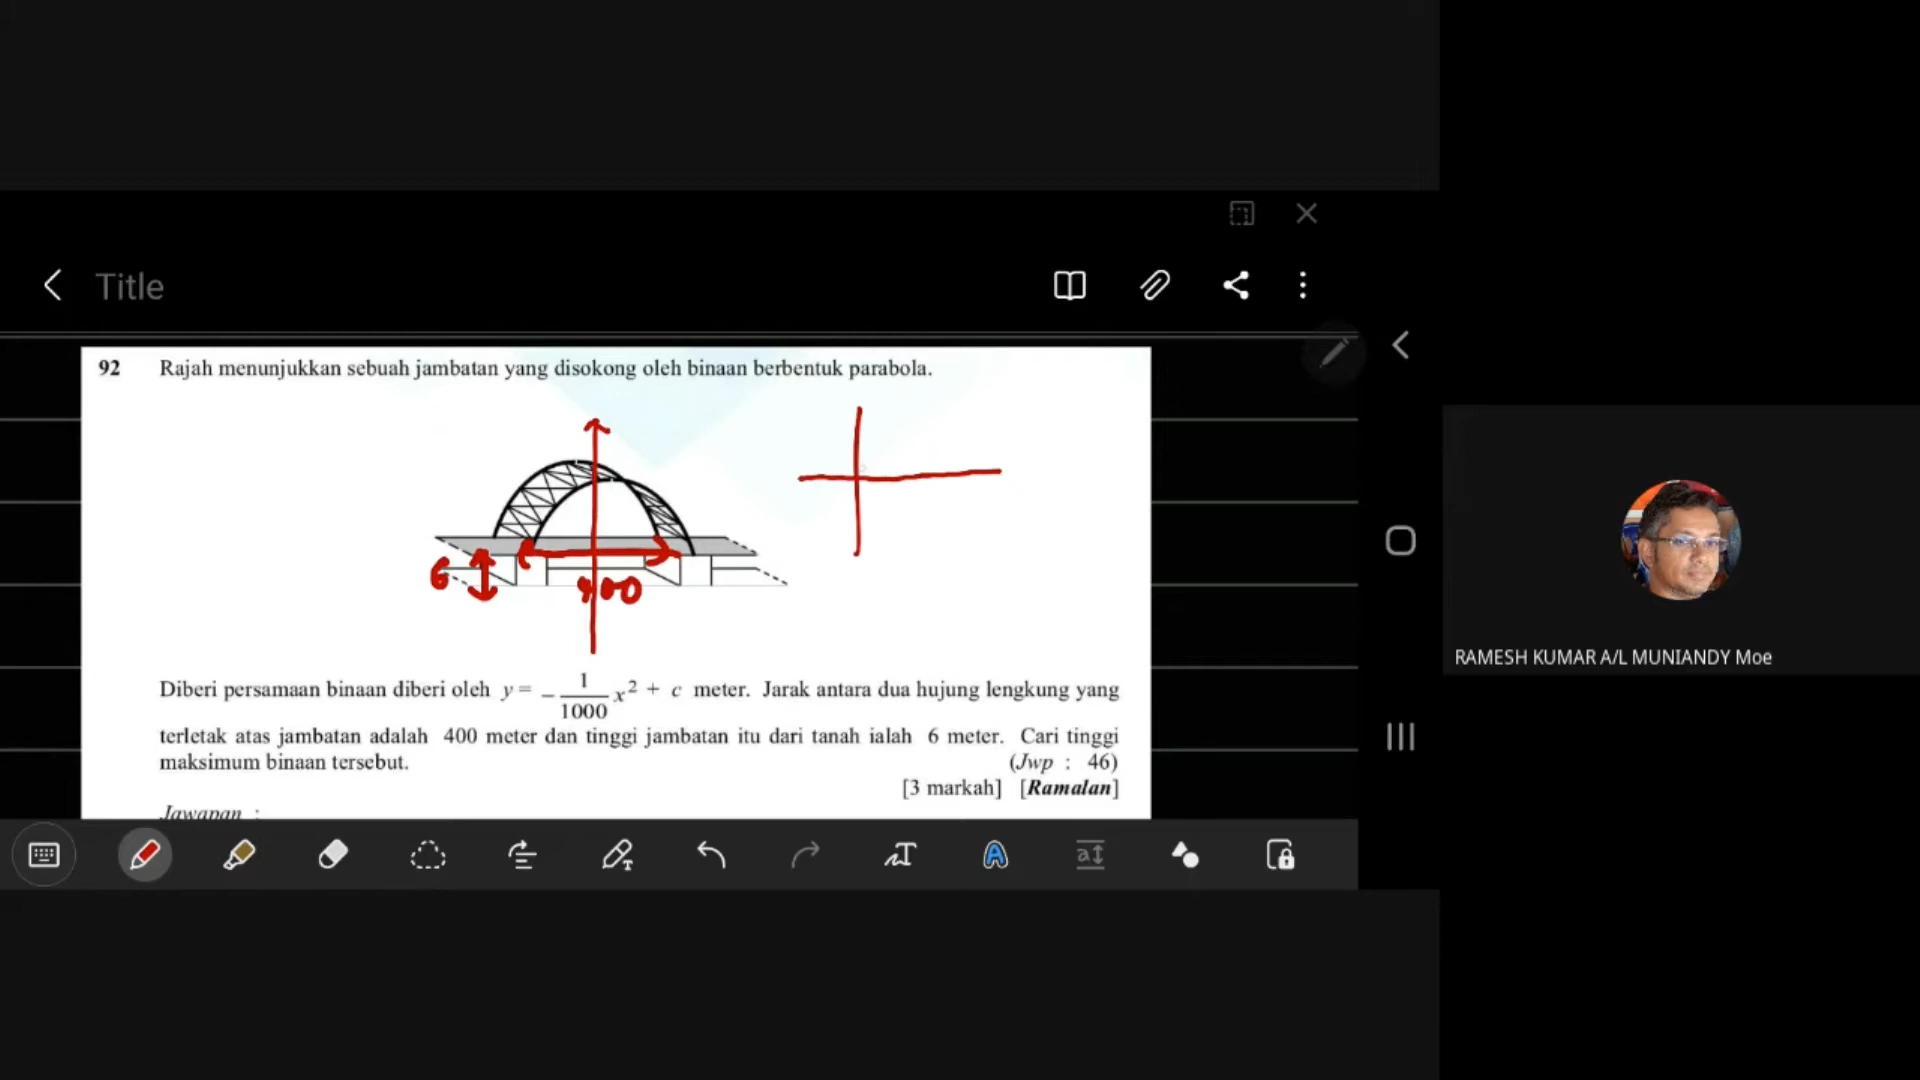 Title
92 Rajah menunjukkan sebuah jambatan yang disokong oleh binaan berbentuk parabola.
6
400
Diberi persamaan binaan diberi oleh y = - 1/1000 x² + c meter. Jarak antara dua hujung lengkung yang
terletak atas jambatan adalah 400 meter dan tinggi jambatan itu dari tanah ialah 6 meter. Cari tinggi
maksimum binaan tersebut. (Jwp : 46)
[3 markah] [Ramalan]
Jawapan :
RAMESH KUMAR A/L MUNIANDY Moe